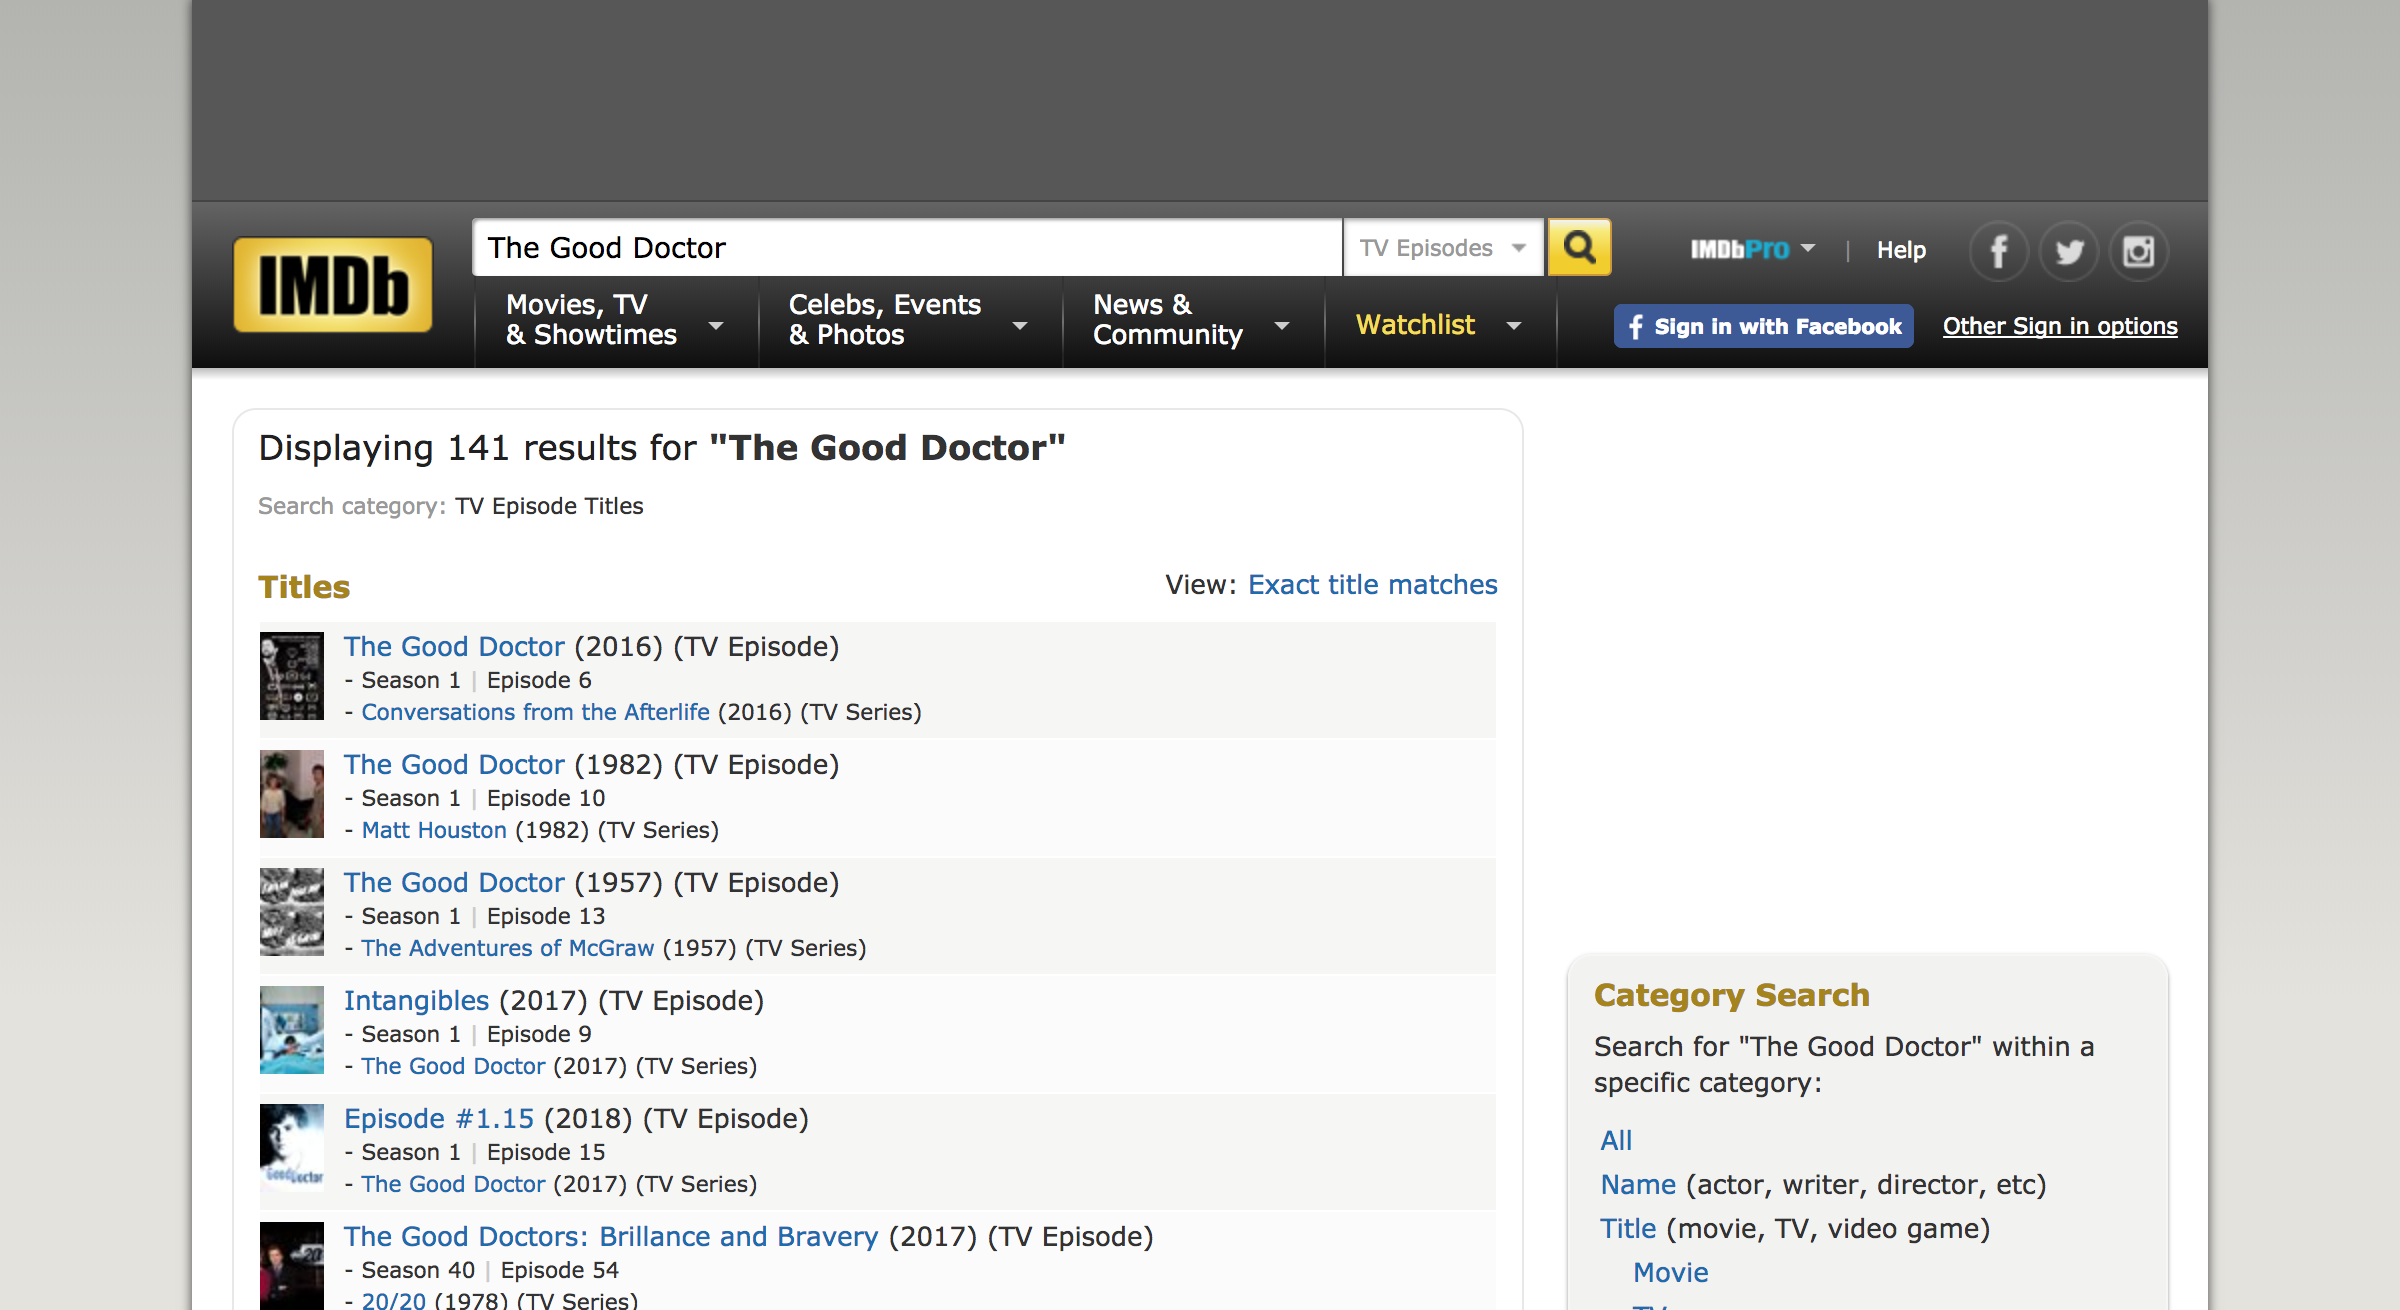 The Good Doctor
TV Episodes
IMDbPro
|
Help
IMDb
Movies, TV
& Showtimes
Celebs, Events
& Photos
News &
Community
Watchlist
Sign in with Facebook
Other Sign in options
Displaying 141 results for "The Good Doctor"
Search category: TV Episode Titles
Titles
View: Exact title matches
The Good Doctor (2016) (TV Episode)
- Season 1 | Episode 6
- Conversations from the Afterlife (2016) (TV Series)
The Good Doctor (1982) (TV Episode)
- Season 1 | Episode 10
- Matt Houston (1982) (TV Series)
The Good Doctor (1957) (TV Episode)
- Season 1 | Episode 13
- The Adventures of McGraw (1957) (TV Series)
Intangibles (2017) (TV Episode)
- Season 1 | Episode 9
- The Good Doctor (2017) (TV Series)
Episode #1.15 (2018) (TV Episode)
- Season 1 | Episode 15
- The Good Doctor (2017) (TV Series)
The Good Doctors: Brillance and Bravery (2017) (TV Episode)
- Season 40 | Episode 54
- 20/20 (1978) (TV Series)
Category Search
Search for "The Good Doctor" within a
specific category:
All
Name (actor, writer, director, etc)
Title (movie, TV, video game)
Movie
TV